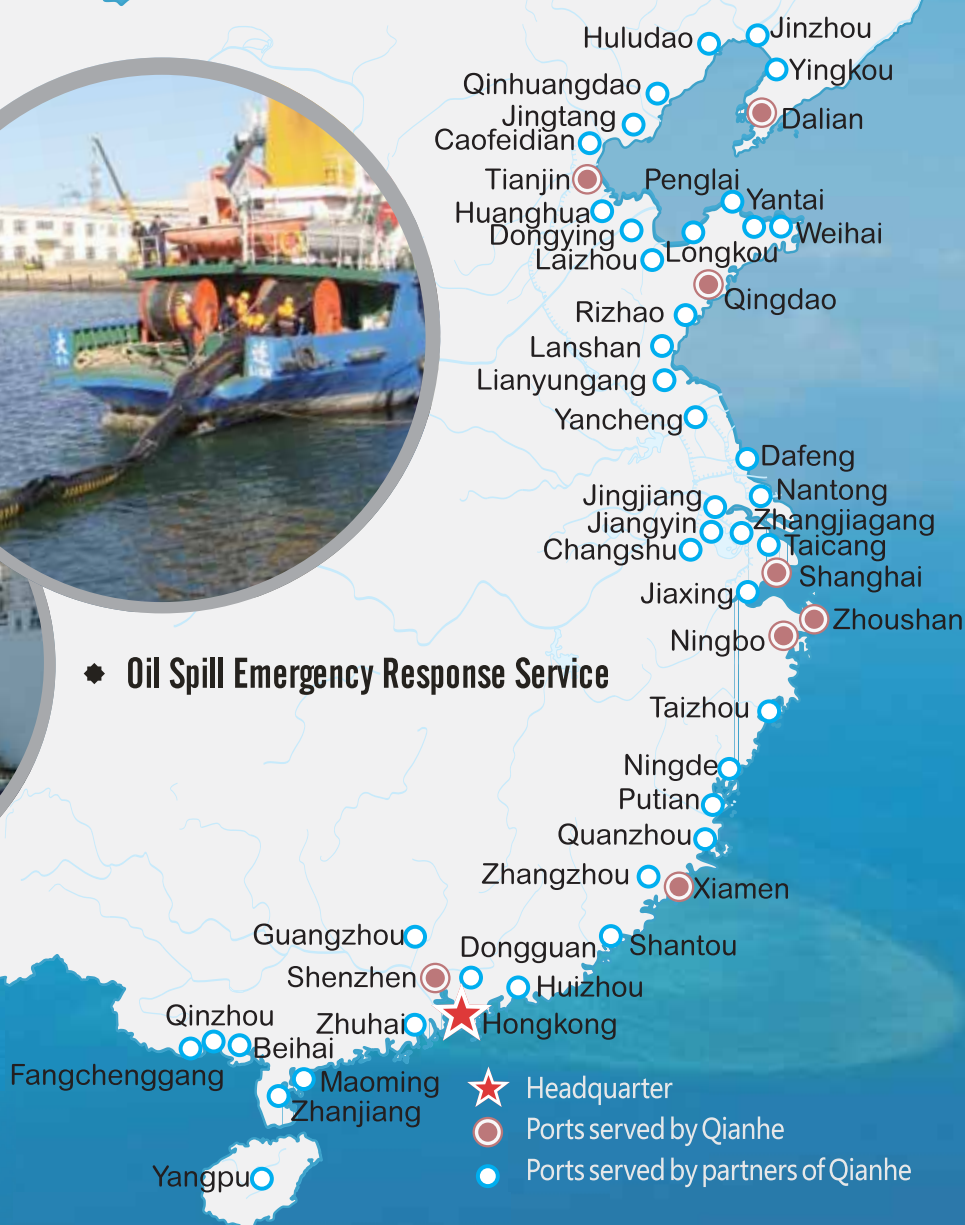 Huludao
Jinzhou
Yingkou
Qinhuangdao
Jingtang
Dalian
Caofeidian
Tianjin
Penglai
Yantai
Huanghua
Dongying
Weihai
Laizhou
Longkou
Qingdao
Rizhao
Lanshan
Lianyungang
Yancheng
Dafeng
Jingjiang
Nantong
Jiangyin
Zhangjiagang
Changshu
Taicang
Shanghai
Jiaxing
Zhoushan
Ningbo
Oil Spill Emergency Response Service
Taizhou
Ningde
Putian
Quanzhou
Zhangzhou
Xiamen
Guangzhou
Dongguan
Shantou
Shenzhen
Huizhou
Qinzhou
Zhuhai
Hongkong
Beihai
Fangchenggang
Maoming
Zhanjiang
Yangpu
Headquarter
Ports served by Qianhe
Ports served by partners of Qianhe